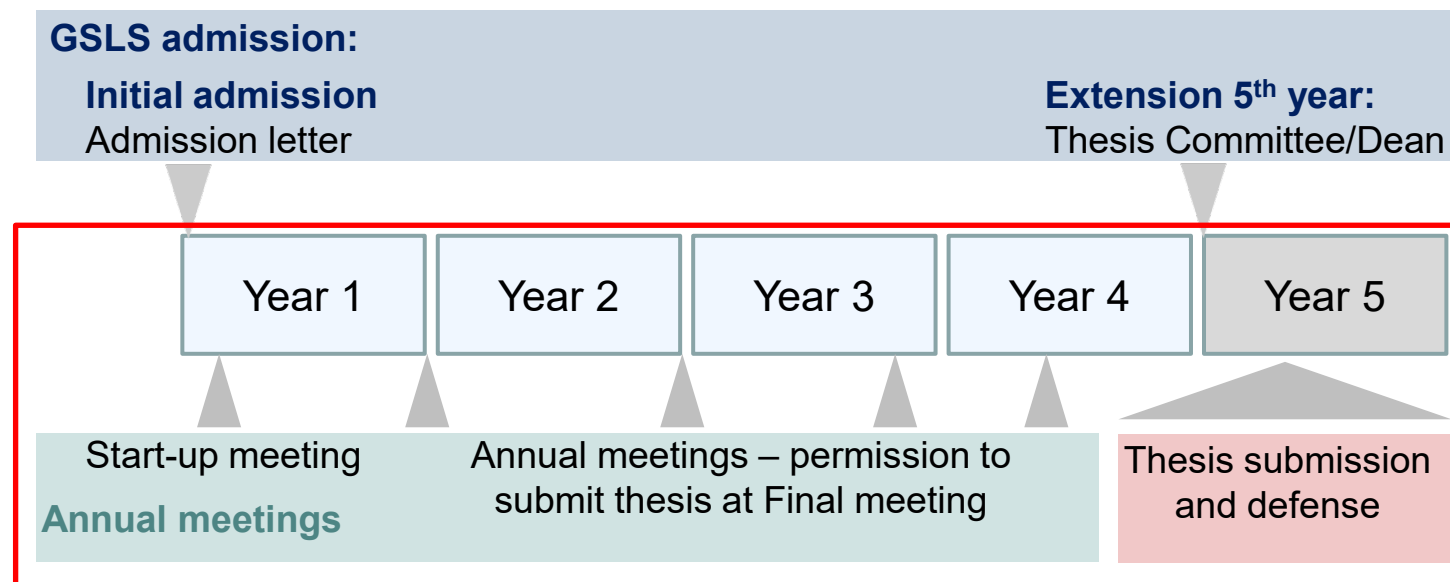 GSLS admission:
Initial admission
Admission letter
Extension 5th year:
Thesis Committee/Dean
Year 1
Year 2
Year 3
Year 4
Year 5
Start-up meeting
Annual meetings
Annual meetings – permission to
submit thesis at Final meeting
Thesis submission
and defense